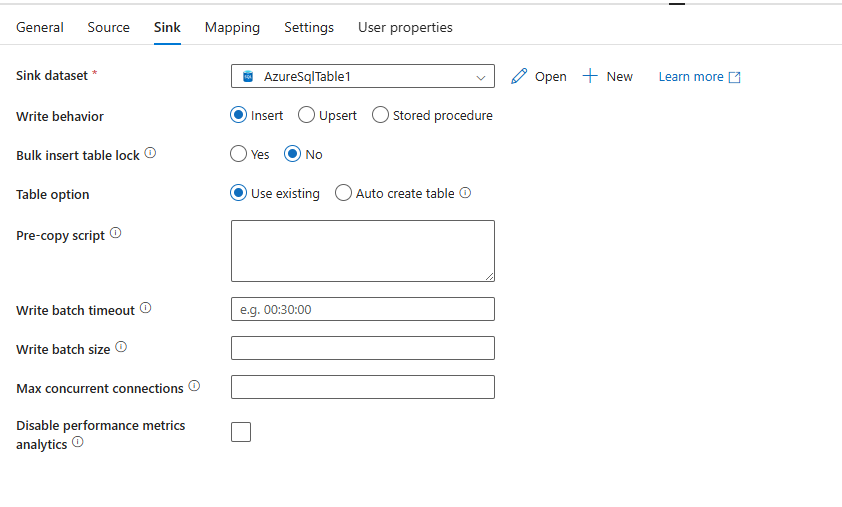 General Source Sink Mapping Settings User properties
Sink dataset * AzureSqlTable1 Open New Learn more
Write behavior Insert Upsert Stored procedure
Bulk insert table lock Yes No
Table option Use existing Auto create table
Pre-copy script
Write batch timeout e.g. 00:30:00
Write batch size
Max concurrent connections
Disable performance metrics
analytics